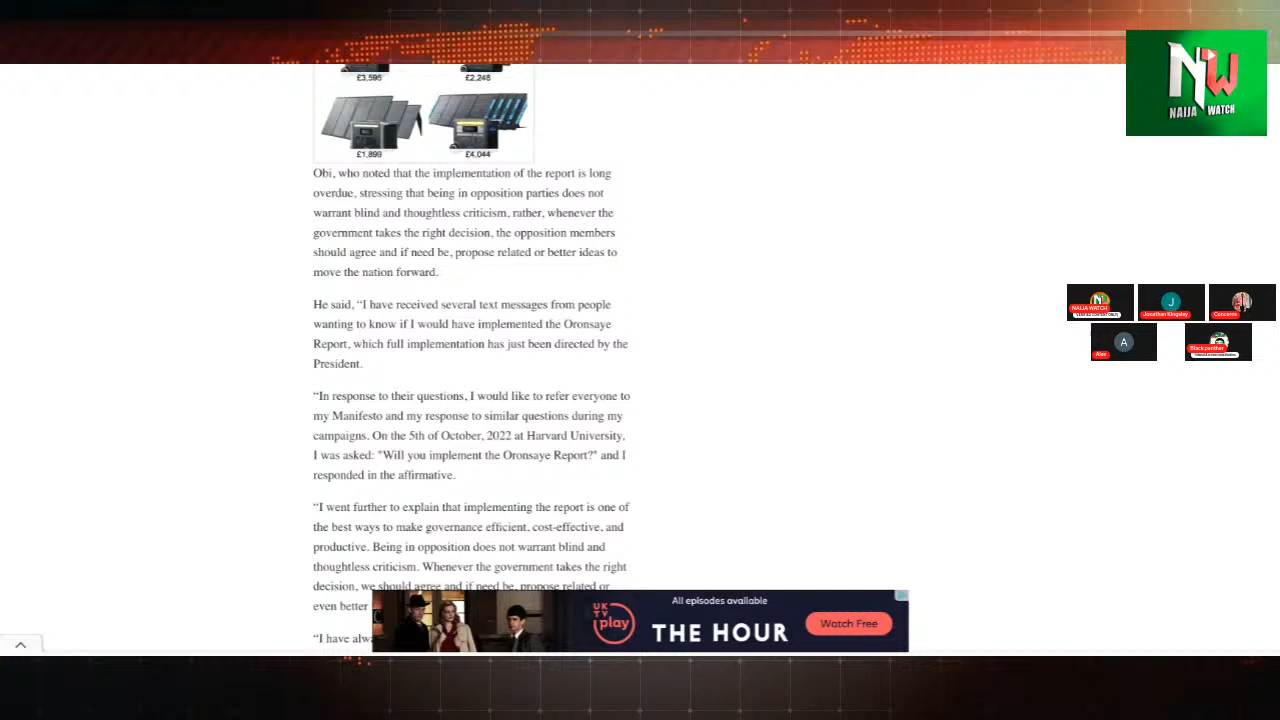 £3,595
£2,248
£1,899
£4,044
NAIJA WATCH
Obi, who noted that the implementation of the report is long
overdue, stressing that being in opposition parties does not
warrant blind and thoughtless criticism, rather, whenever the
government takes the right decision, the opposition members
should agree and if need be, propose related or better ideas to
move the nation forward.
He said, “I have received several text messages from people
wanting to know if I would have implemented the Oronsaye
Report, which full implementation has just been directed by the
President.
“In response to their questions, I would like to refer everyone to
my Manifesto and my response to similar questions during my
campaigns. On the 5th of October, 2022 at Harvard University,
I was asked: "Will you implement the Oronsaye Report?" and I
responded in the affirmative.
“I went further to explain that implementing the report is one of
the best ways to make governance efficient, cost-effective, and
productive. Being in opposition does not warrant blind and
thoughtless criticism. Whenever the government takes the right
decision, we should agree and if need be, propose related or
even better
“I have alwa
All episodes available
UK
TV
play
THE HOUR
Watch Free
NAIJA WATCH
J
Jonathan Kingsley
Concerns
A
Alex
Black panther